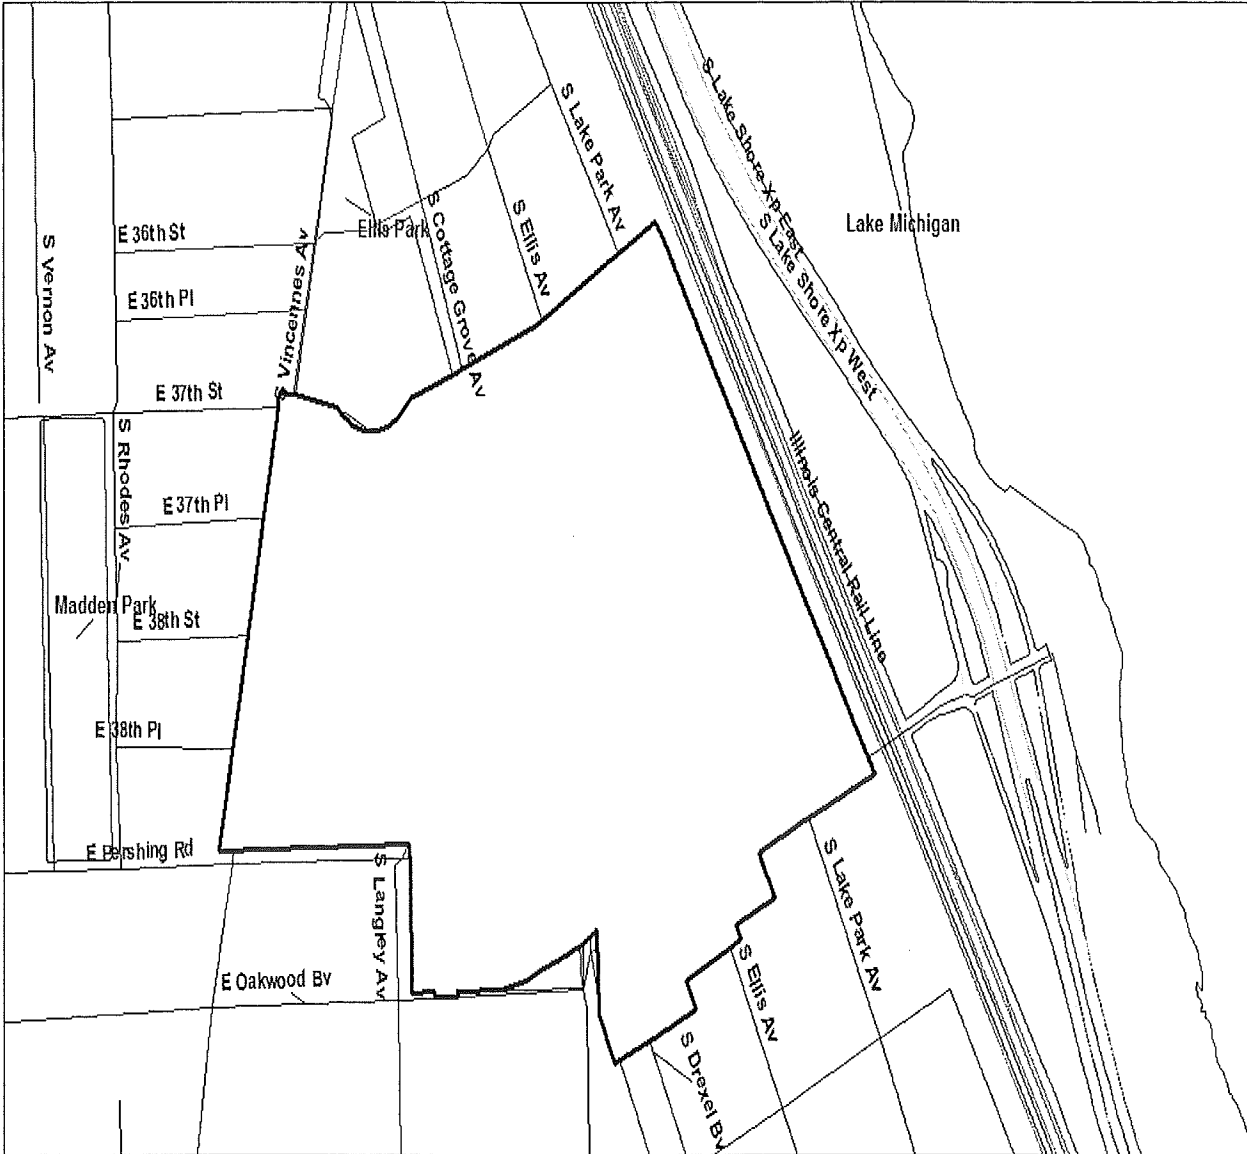 S Lake Shore Xp East
S Lake Park Av
S Cottage Grove Av
S Ellis Av
Ellis Park
Lake Michigan
S Lake Shore Xp West
E 36th St
S Vincennes Av
S Vernon Av
E 36th Pl
E 37th St
S Rhodes Av
Illinois Central Rail Line
E 37th Pl
Madden Park
E 38th St
E 38th Pl
E Pershing Rd
S Langley Av
S Lake Park Av
E Oakwood Bv
S Ellis Av
S Drexel Bv